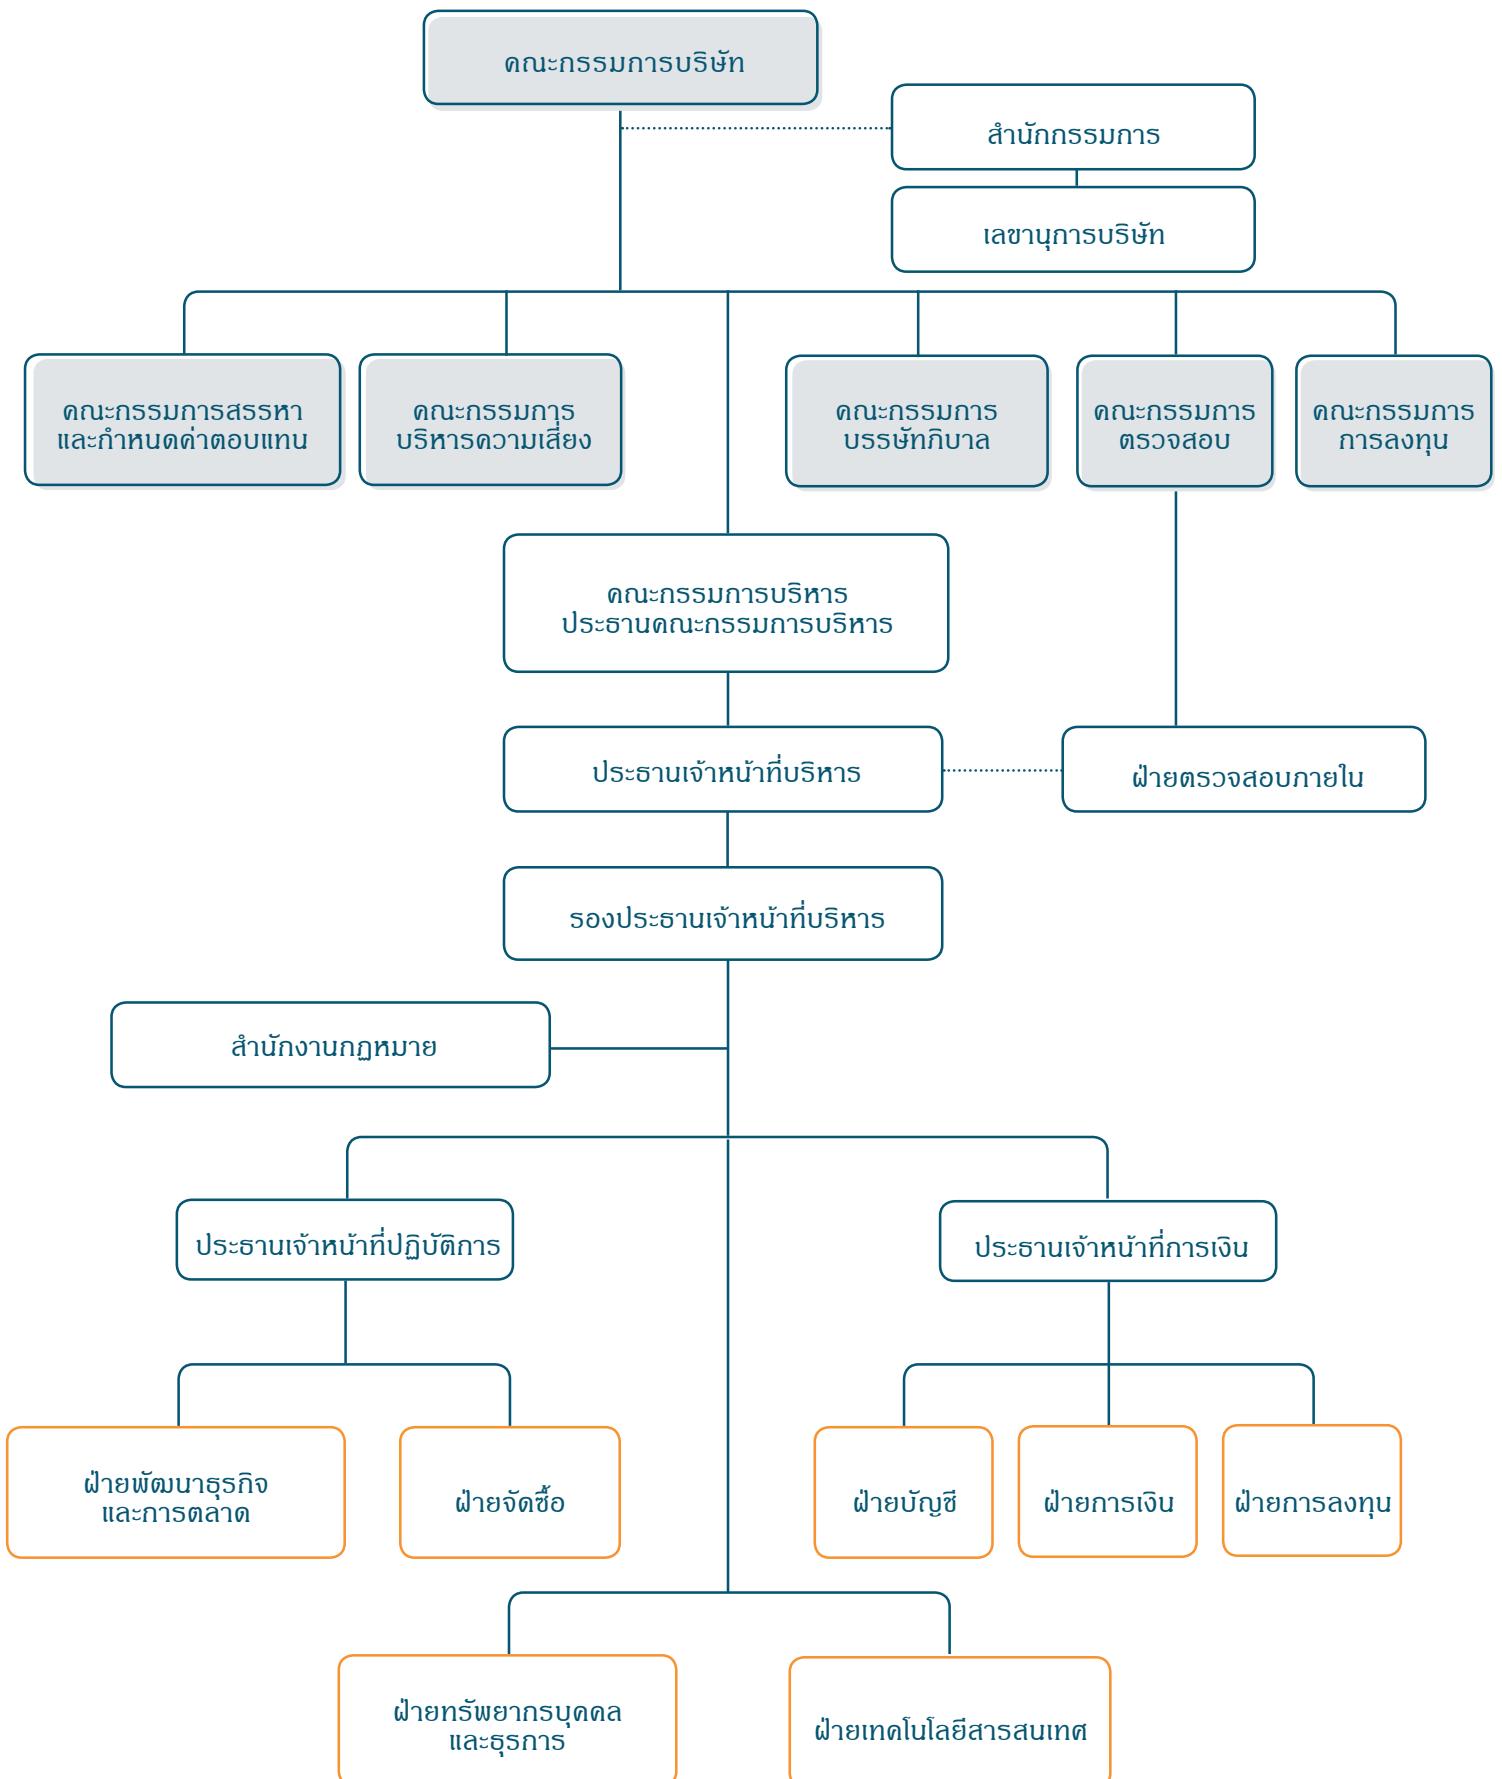 คณะกรรมการบริษัท
สำนักกรรมการ
เลขานุการบริษัท
คณะกรรมการสรรหา
และกำหนดค่าตอบแทน
คณะกรรมการ
บริหารความเสี่ยง
คณะกรรมการ
บรรษัทภิบาล
คณะกรรมการ
ตรวจสอบ
คณะกรรมการ
การลงทุน
คณะกรรมการบริหาร
ประธานคณะกรรมการบริหาร
ประธานเจ้าหน้าที่บริหาร
ฝ่ายตรวจสอบภายใน
รองประธานเจ้าหน้าที่บริหาร
สำนักงานกฏหมาย
ประธานเจ้าหน้าที่ปฏิบัติการ
ประธานเจ้าหน้าที่การเงิน
ฝ่ายพัฒนาธุรกิจ
และการตลาด
ฝ่ายจัดซื้อ
ฝ่ายบัญชี
ฝ่ายการเงิน
ฝ่ายการลงทุน
ฝ่ายทรัพยากรบุคคล
และธุรการ
ฝ่ายเทคโนโลยีสารสนเทศ